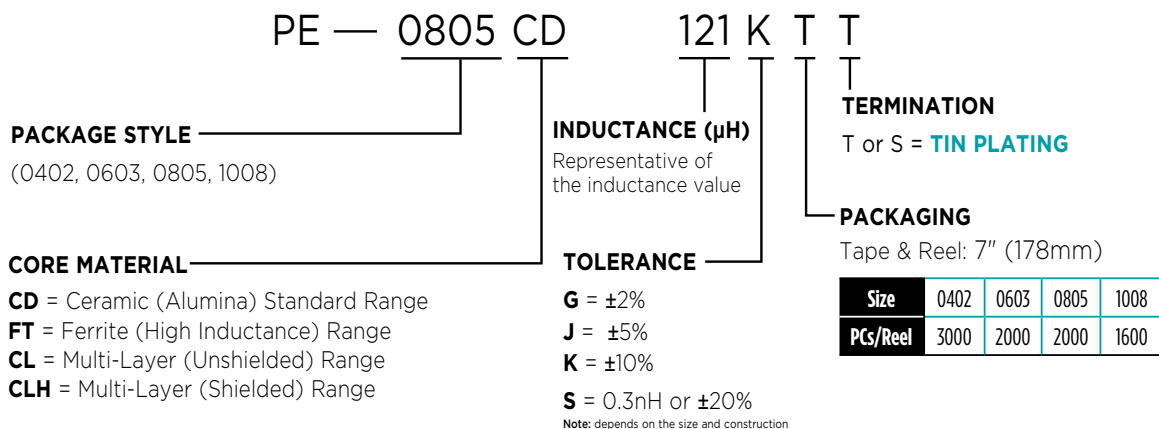 PE — 0805 CD 121 K T T
PACKAGE STYLE
(0402, 0603, 0805, 1008)
CORE MATERIAL
CD = Ceramic (Alumina) Standard Range
FT = Ferrite (High Inductance) Range
CL = Multi-Layer (Unshielded) Range
CLH = Multi-Layer (Shielded) Range
INDUCTANCE (µH)
Representative of
the inductance value
TOLERANCE
G = ±2%
J = ±5%
K = ±10%
S = 0.3nH or ±20%
Note: depends on the size and construction
TERMINATION
T or S = TIN PLATING
PACKAGING
Tape & Reel: 7" (178mm)
Size 0402 0603 0805 1008
PCs/Reel 3000 2000 2000 1600